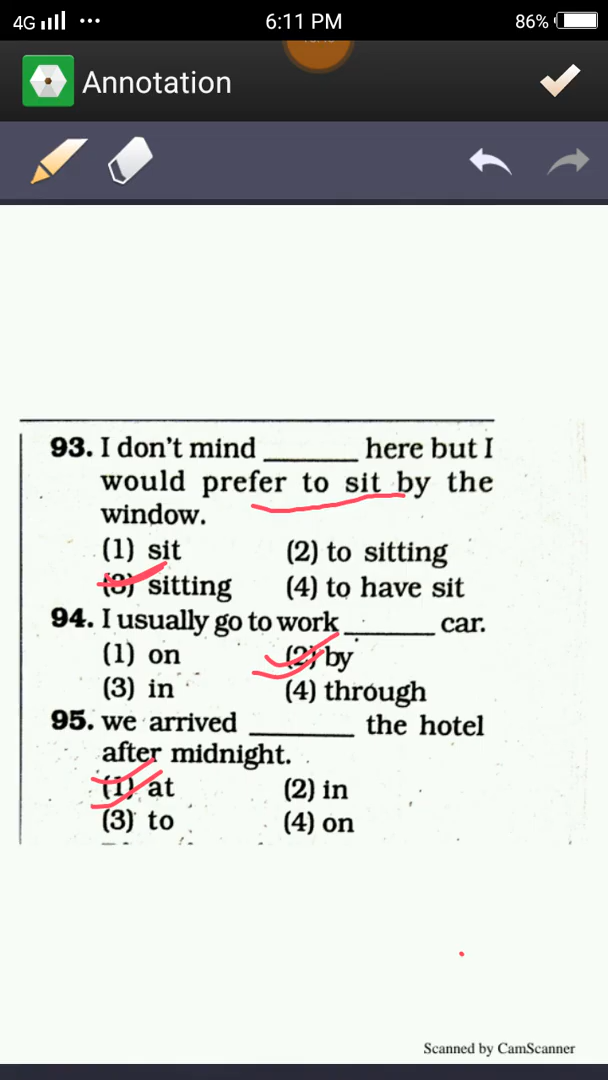 4G 6:11 PM 86%
Annotation
93. I don't mind ______ here but I
would prefer to sit by the
window.
(1) sit (2) to sitting
(3) sitting (4) to have sit
94. I usually go to work ______ car.
(1) on (2) by
(3) in (4) through
95. we arrived ______ the hotel
after midnight.
(1) at (2) in
(3) to (4) on
Scanned by CamScanner